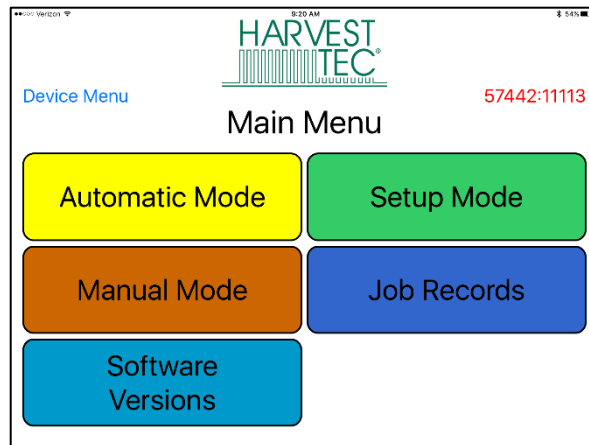 Verizon 9:20 AM 54%
HARVEST
TEC®
Device Menu 57442:11113
Main Menu
Automatic Mode Setup Mode
Manual Mode Job Records
Software
Versions